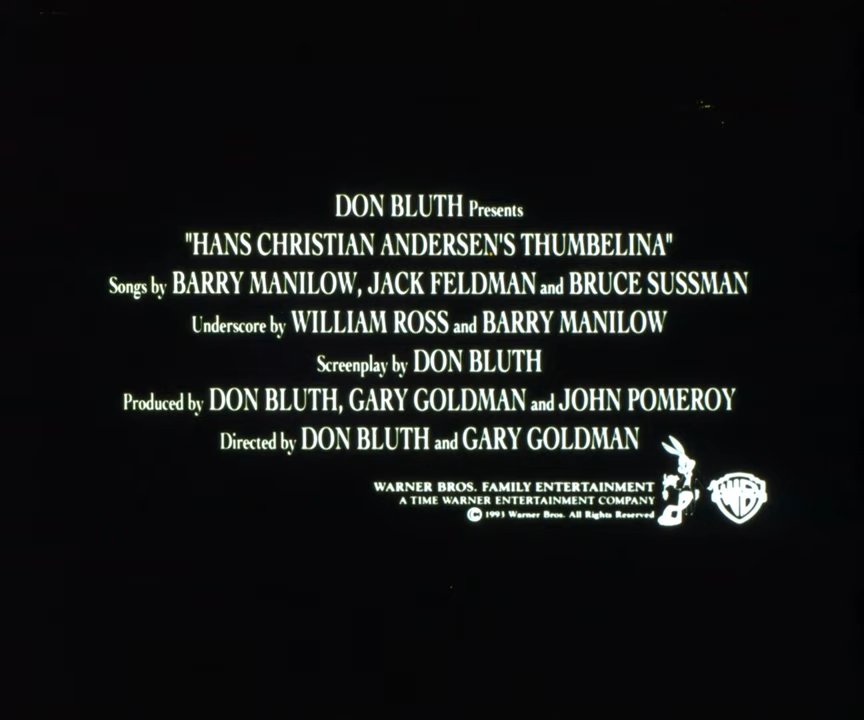 DON BLUTH Presents
"HANS CHRISTIAN ANDERSEN'S THUMBELINA"
Songs by BARRY MANILOW, JACK FELDMAN and BRUCE SUSSMAN
Underscore by WILLIAM ROSS and BARRY MANILOW
Screenplay by DON BLUTH
Produced by DON BLUTH, GARY GOLDMAN and JOHN POMEROY
Directed by DON BLUTH and GARY GOLDMAN
WARNER BROS. FAMILY ENTERTAINMENT
A TIME WARNER ENTERTAINMENT COMPANY
© 1993 Warner Bros. All Rights Reserved
WB